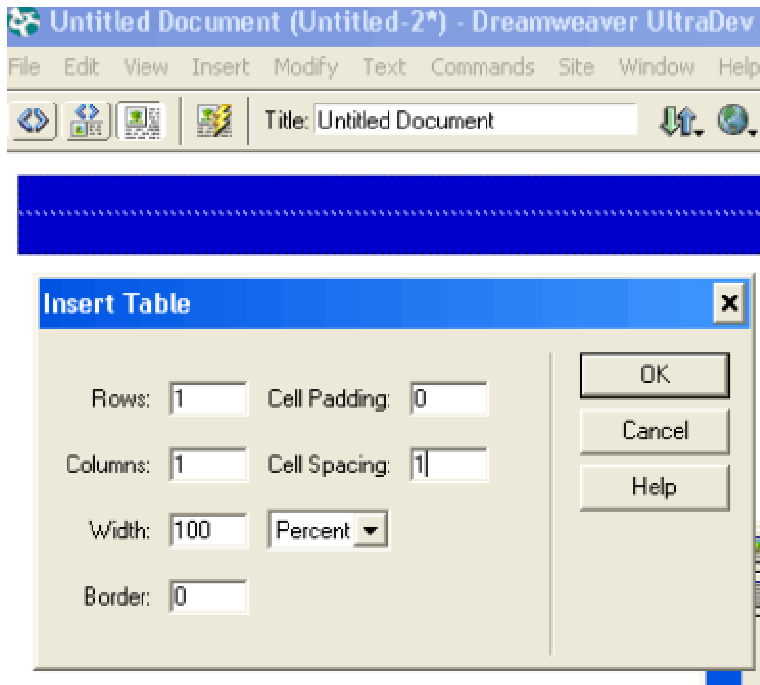 Untitled Document (Untitled-2*) - Dreamweaver UltraDev
File Edit View Insert Modify Text Commands Site Window Help
Title: Untitled Document
Insert Table
Rows: 1 Cell Padding: 0 OK
Columns: 1 Cell Spacing: 1 Cancel
Width: 100 Percent Help
Border: 0